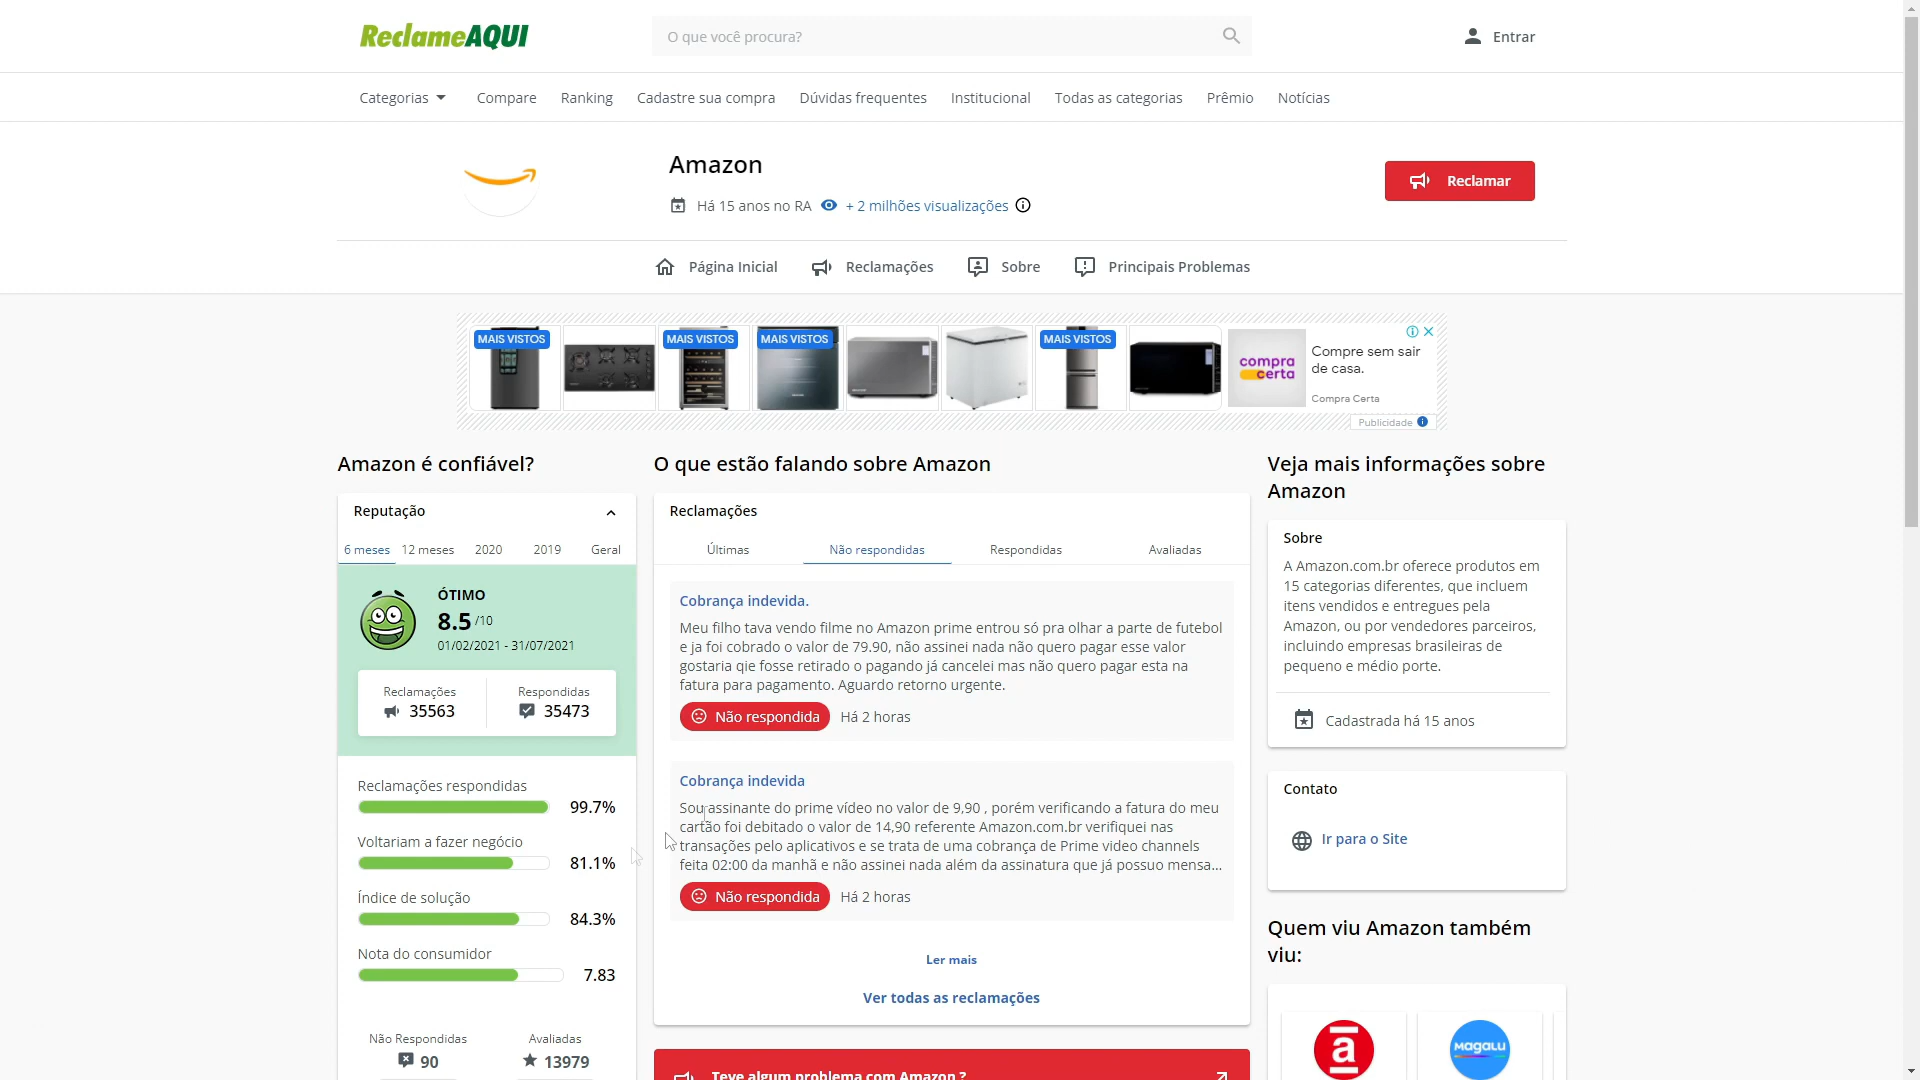 ReclameAQUI
O que você procura?
Entrar
Categorias
Compare
Ranking
Cadastre sua compra
Dúvidas frequentes
Institucional
Todas as categorias
Prêmio
Notícias
Amazon
Há 15 anos no RA
+ 2 milhões visualizações
Reclamar
Página Inicial
Reclamações
Sobre
Principais Problemas
MAIS VISTOS
MAIS VISTOS
MAIS VISTOS
MAIS VISTOS
compra
certa
Compre sem sair
de casa.
Compra Certa
Publicidade
Amazon é confiável?
Reputação
6 meses
12 meses
2020
2019
Geral
ÓTIMO
8.5 /10
01/02/2021 - 31/07/2021
Reclamações
35563
Respondidas
35473
Reclamações respondidas
99.7%
Voltariam a fazer negócio
81.1%
Índice de solução
84.3%
Nota do consumidor
7.83
Não Respondidas
90
Avaliadas
13979
O que estão falando sobre Amazon
Reclamações
Últimas
Não respondidas
Respondidas
Avaliadas
Cobrança indevida.
Meu filho tava vendo filme no Amazon prime entrou só pra olhar a parte de futebol
e ja foi cobrado o valor de 79.90, não assinei nada não quero pagar esse valor
gostaria qie fosse retirado o pagando já cancelei mas não quero pagar esta na
fatura para pagamento. Aguardo retorno urgente.
Não respondida
Há 2 horas
Cobrança indevida
Sou assinante do prime vídeo no valor de 9,90 , porém verificando a fatura do meu
cartão foi debitado o valor de 14,90 referente Amazon.com.br verifiquei nas
transações pelo aplicativos e se trata de uma cobrança de Prime video channels
feita 02:00 da manhã e não assinei nada além da assinatura que já possuo mensa...
Não respondida
Há 2 horas
Ler mais
Ver todas as reclamações
Teve algum problema com Amazon ?
Veja mais informações sobre
Amazon
Sobre
A Amazon.com.br oferece produtos em
15 categorias diferentes, que incluem
itens vendidos e entregues pela
Amazon, ou por vendedores parceiros,
incluindo empresas brasileiras de
pequeno e médio porte.
Cadastrada há 15 anos
Contato
Ir para o Site
Quem viu Amazon também
viu:
a
MAGALU